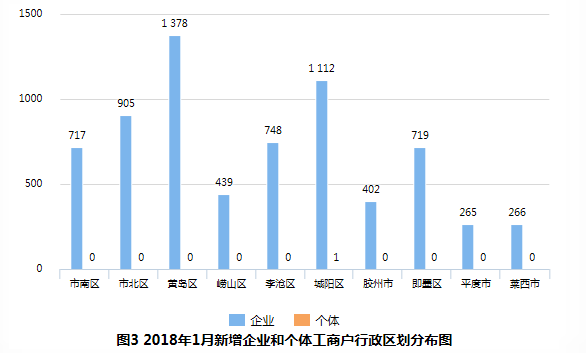 1500
1000
500
0
717 0
905 0
1 378 0
439 0
748 0
1 112 1
402 0
719 0
265 0
266 0
市南区 市北区 黄岛区 崂山区 李沧区 城阳区 胶州市 即墨区 平度市 莱西市
企业 个体
图3 2018年1月新增企业和个体工商户行政区划分布图